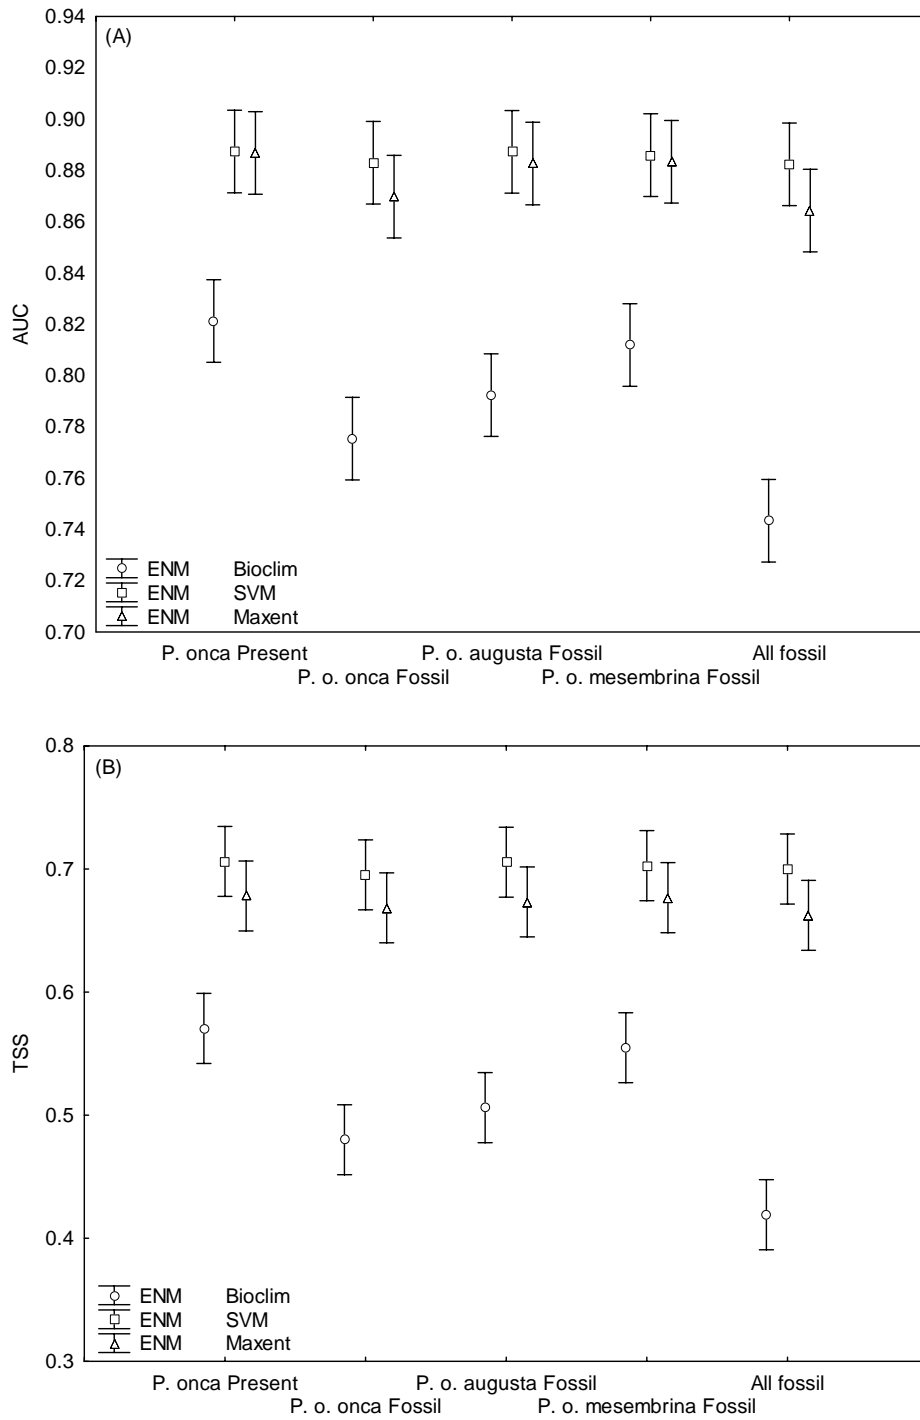 (A)
0.94
0.92
0.90
0.88
0.86
0.84
0.82
0.80
0.78
0.76
0.74
0.72
0.70
AUC
ENM Bioclim
ENM SVM
ENM Maxent
P. onca Present P. o. augusta Fossil All fossil
P. o. onca Fossil P. o. mesembrina Fossil
(B)
0.8
0.7
0.6
0.5
0.4
0.3
TSS
ENM Bioclim
ENM SVM
ENM Maxent
P. onca Present P. o. augusta Fossil All fossil
P. o. onca Fossil P. o. mesembrina Fossil